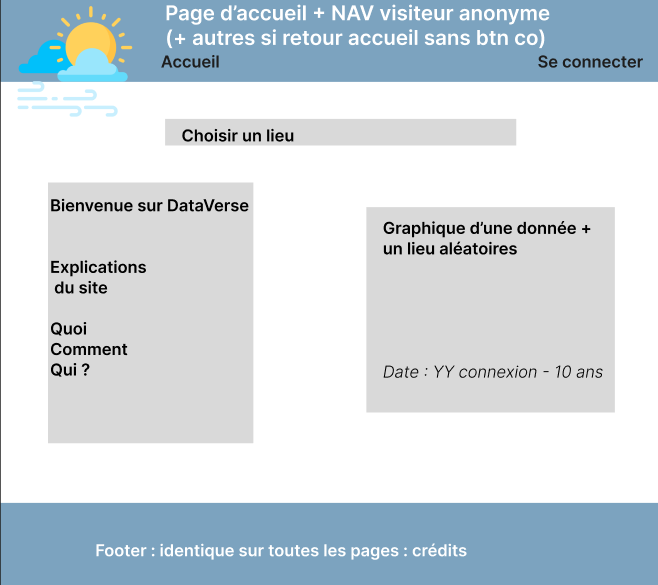 Page d’accueil + NAV visiteur anonyme
(+ autres si retour accueil sans btn co)
Accueil
Se connecter
Choisir un lieu
Bienvenue sur DataVerse
Explications
du site
Quoi
Comment
Qui ?
Graphique d’une donnée +
un lieu aléatoires
Date : YY connexion - 10 ans
Footer : identique sur toutes les pages : crédits